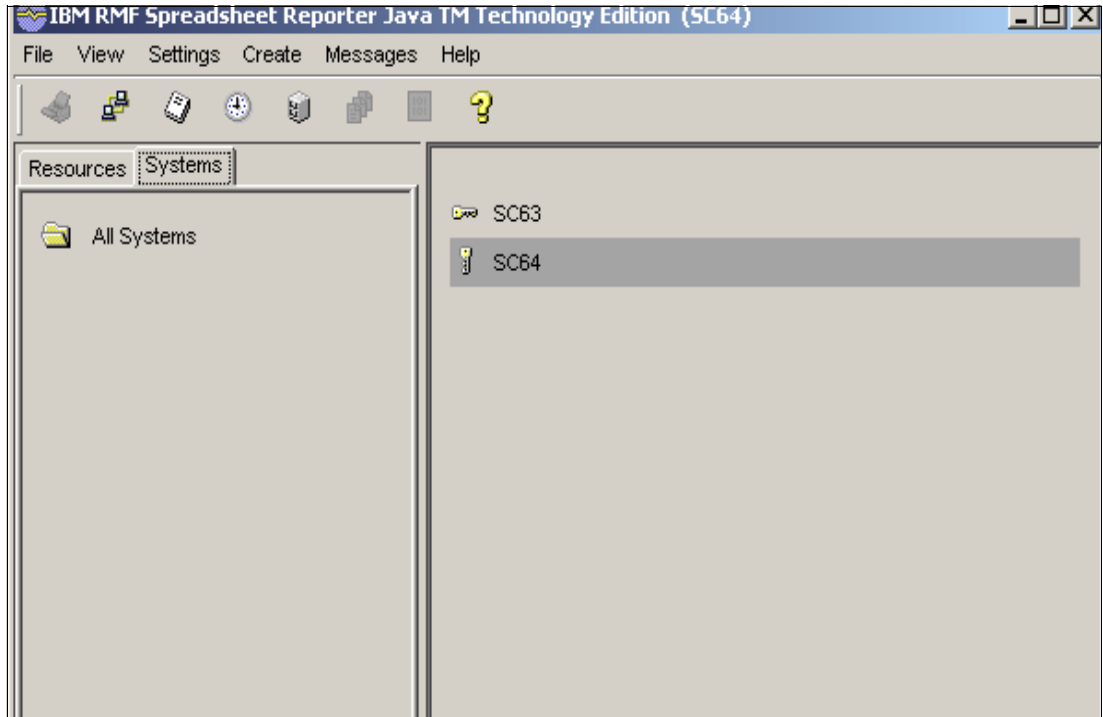 IBM RMF Spreadsheet Reporter Java TM Technology Edition (SC64)
File View Settings Create Messages Help
Resources Systems
All Systems
SC63
SC64